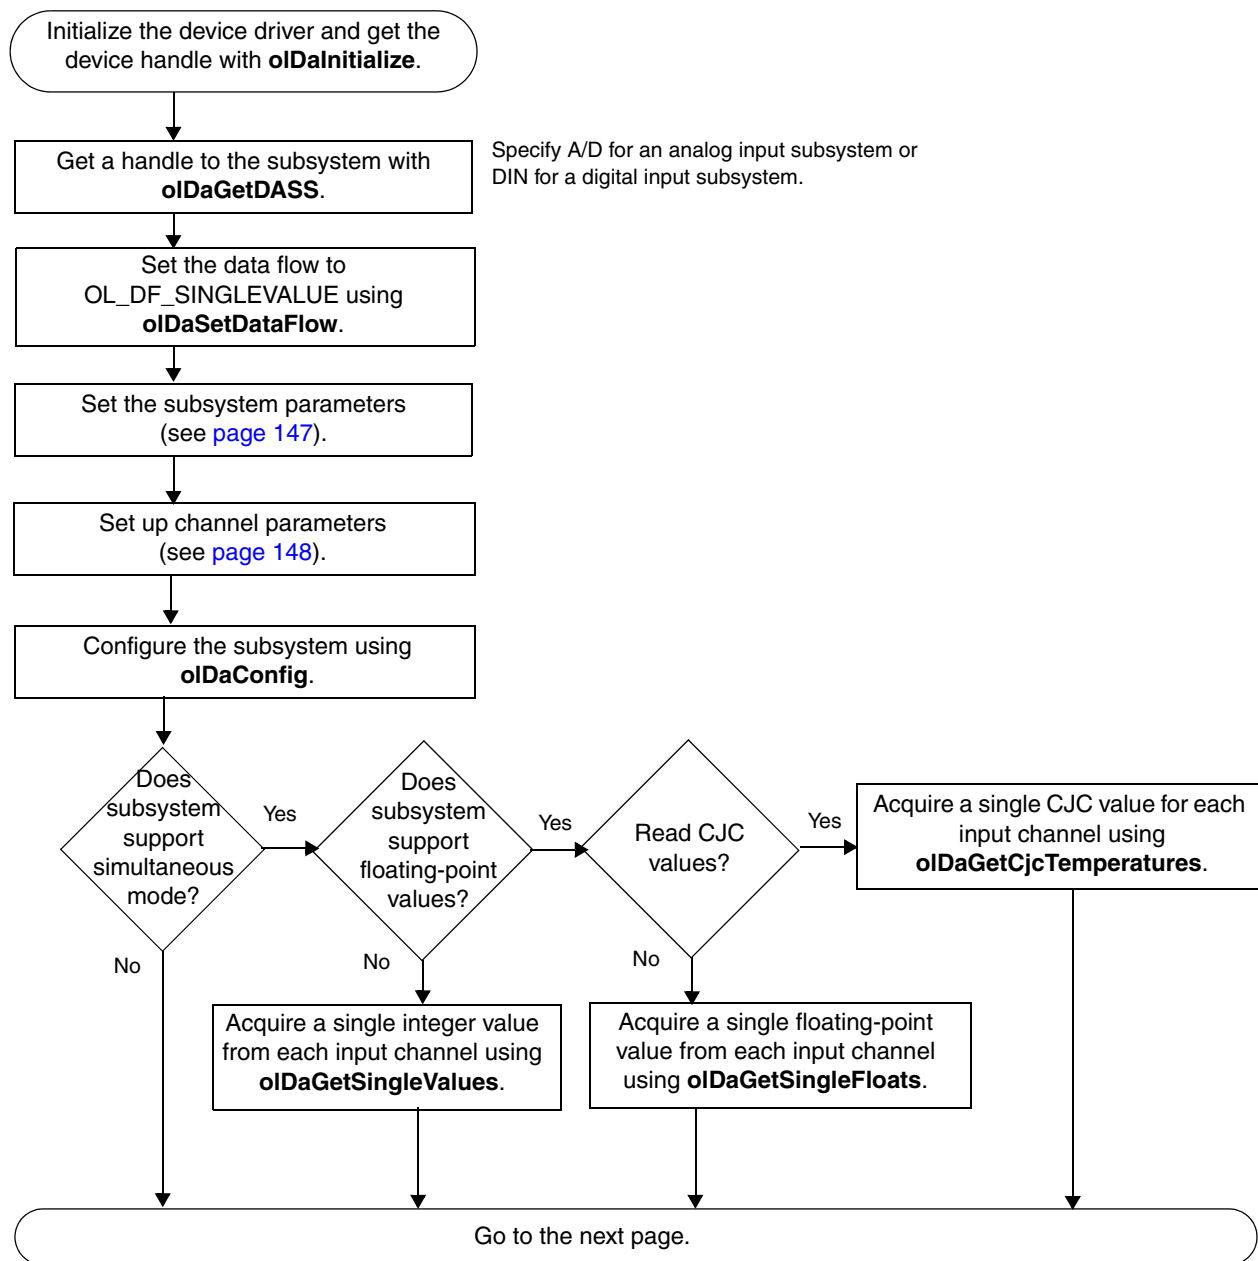 Initialize the device driver and get the
device handle with olDaInitialize.
Get a handle to the subsystem with
olDaGetDASS.
Specify A/D for an analog input subsystem or
DIN for a digital input subsystem.
Set the data flow to
OL_DF_SINGLEVALUE using
olDaSetDataFlow.
Set the subsystem parameters
(see page 147).
Set up channel parameters
(see page 148).
Configure the subsystem using
olDaConfig.
Does
subsystem
support
simultaneous
mode?
Yes
No
Does
subsystem
support
floating-point
values?
Yes
No
Read CJC
values?
Yes
No
Acquire a single CJC value for each
input channel using
olDaGetCjcTemperatures.
Acquire a single integer value
from each input channel using
olDaGetSingleValues.
Acquire a single floating-point
value from each input channel
using olDaGetSingleFloats.
Go to the next page.